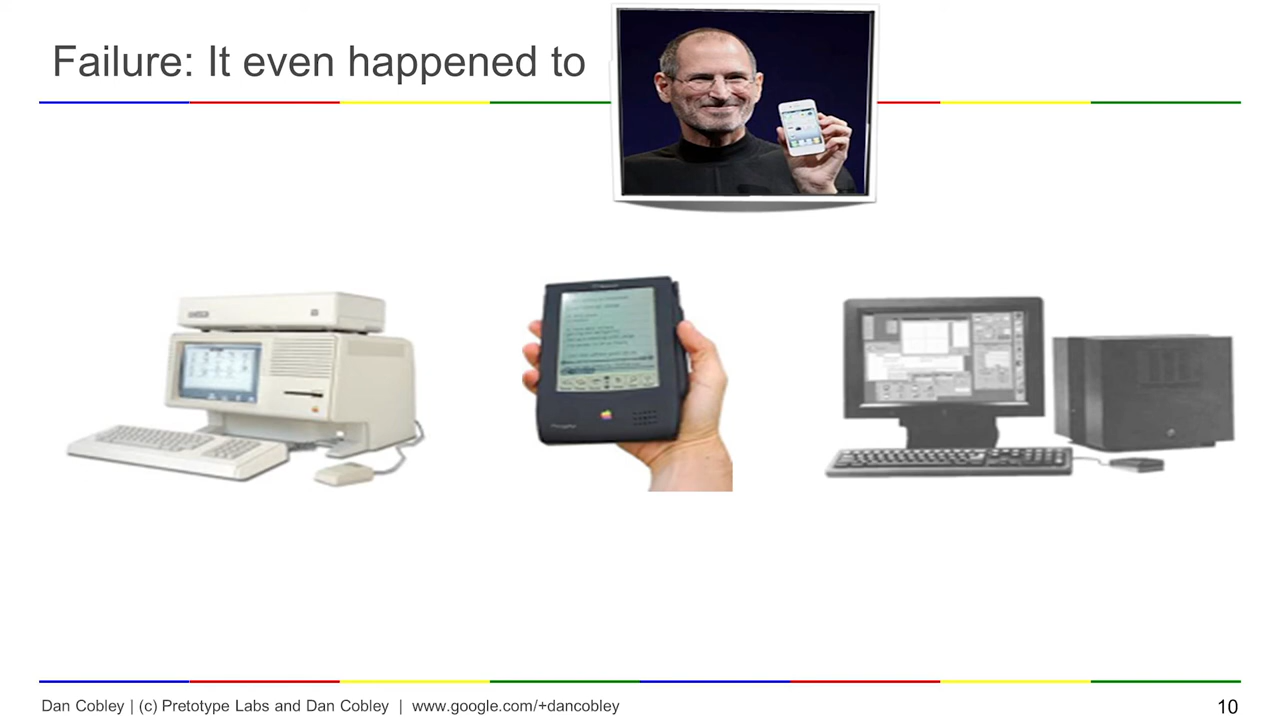 Failure: It even happened to
Dan Cobley | (c) Pretotype Labs and Dan Cobley | www.google.com/+dancobley
10